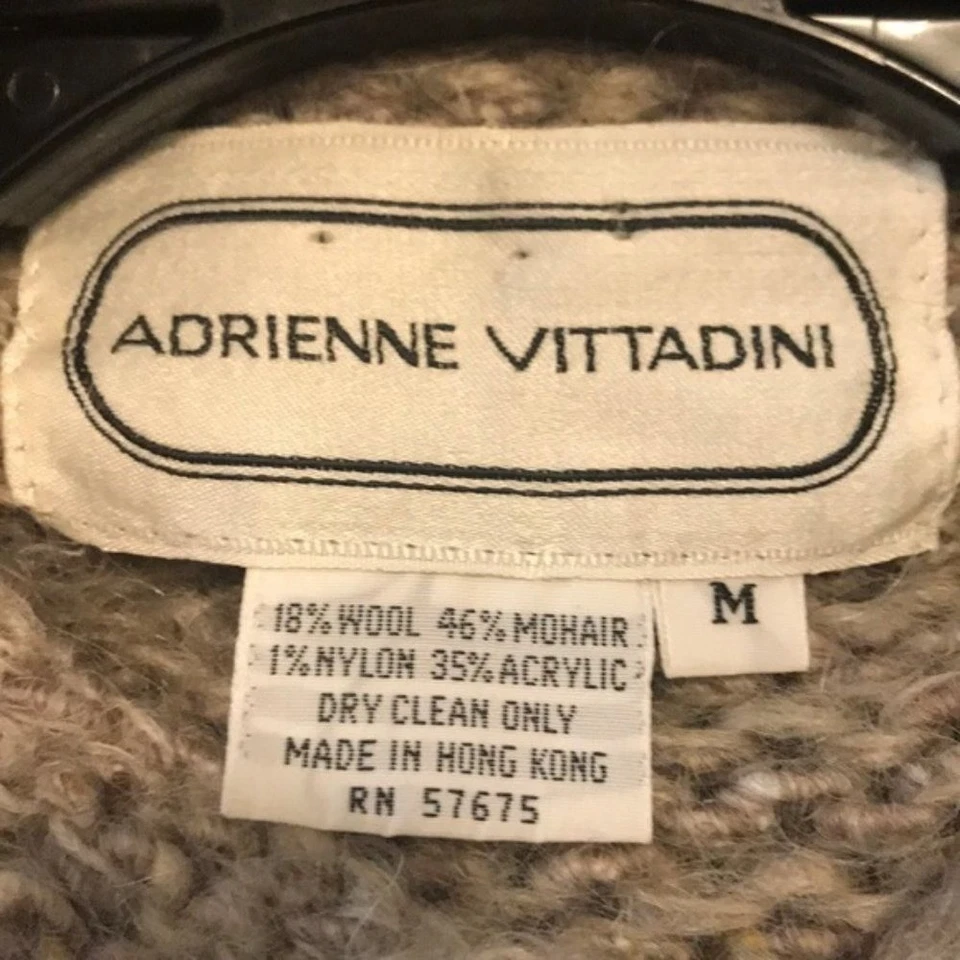 ADRIENNE VITTADINI
M
18% WOOL 46% MOHAIR
1% NYLON 35% ACRYLIC
DRY CLEAN ONLY
MADE IN HONG KONG
RN 57675